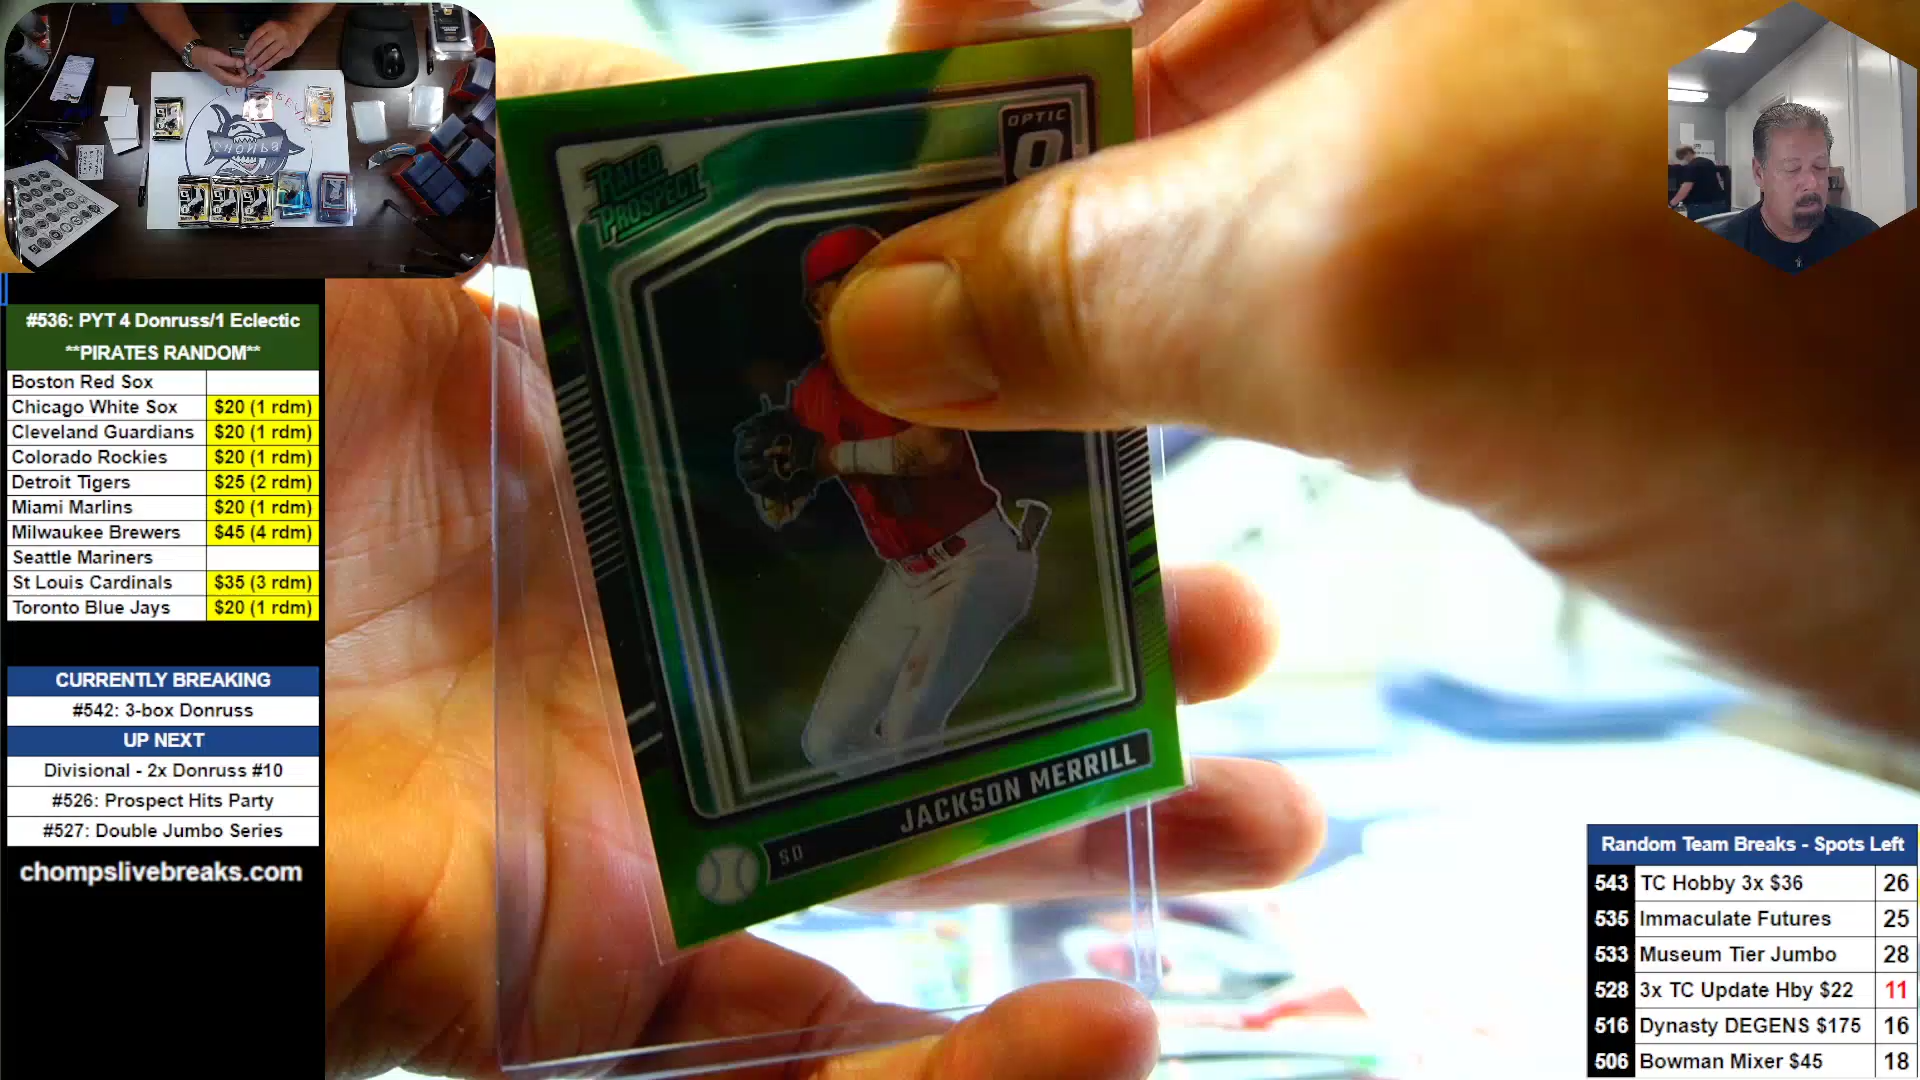 #536: PYT 4 Donruss/1 Eclectic
**PIRATES RANDOM**
Boston Red Sox
Chicago White Sox $20 (1 rdm)
Cleveland Guardians $20 (1 rdm)
Colorado Rockies $20 (1 rdm)
Detroit Tigers $25 (2 rdm)
Miami Marlins $20 (1 rdm)
Milwaukee Brewers $45 (4 rdm)
Seattle Mariners
St Louis Cardinals $35 (3 rdm)
Toronto Blue Jays $20 (1 rdm)
CURRENTLY BREAKING
#542: 3-box Donruss
UP NEXT
Divisional - 2x Donruss #10
#526: Prospect Hits Party
#527: Double Jumbo Series
chompslivebreaks.com
OPTIC
RATED
PROSPECT
JACKSON MERRILL
SD
CHOMPS
Random Team Breaks - Spots Left
543 TC Hobby 3x $36 26
535 Immaculate Futures 25
533 Museum Tier Jumbo 28
528 3x TC Update Hby $22 11
516 Dynasty DEGENS $175 16
506 Bowman Mixer $45 18